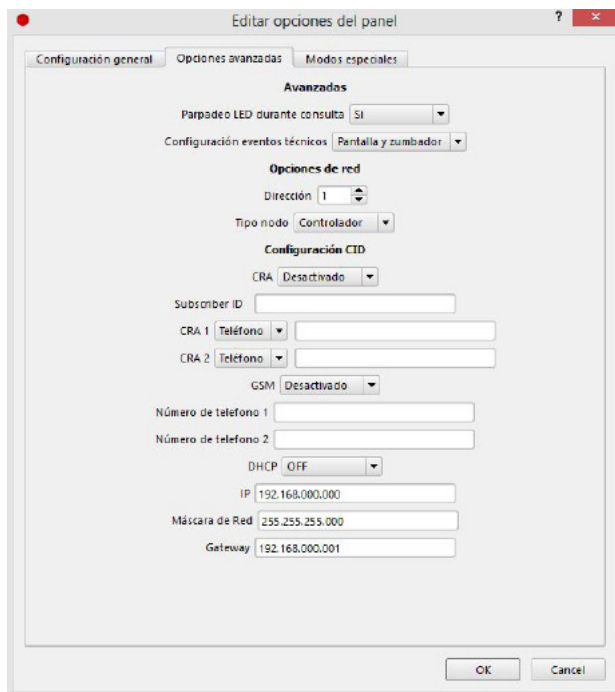 Editar opciones del panel ? ×
Configuración general Opciones avanzadas Modos especiales
Avanzadas
Parpadeo LED durante consulta SI
Configuración eventos técnicos Pantalla y zumbador
Opciones de red
Dirección 1
Tipo nodo Controlador
Configuración CID
CRA Desactivado
Subscriber ID
CRA 1 Teléfono
CRA 2 Teléfono
GSM Desactivado
Número de telefono 1
Número de telefono 2
DHCP OFF
IP 192.168.000.000
Máscara de Red 255.255.255.000
Gateway 192.168.000.001
OK Cancel